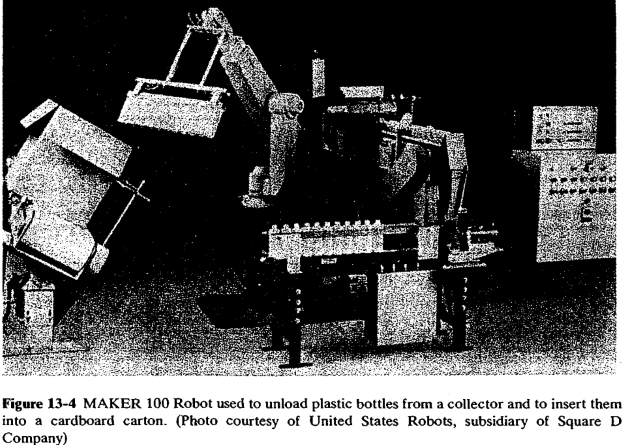 Figure 13-4 MAKER 100 Robot used to unload plastic bottles from a collector and to insert them
into a cardboard carton. (Photo courtesy of United States Robots, subsidiary of Square D
Company)